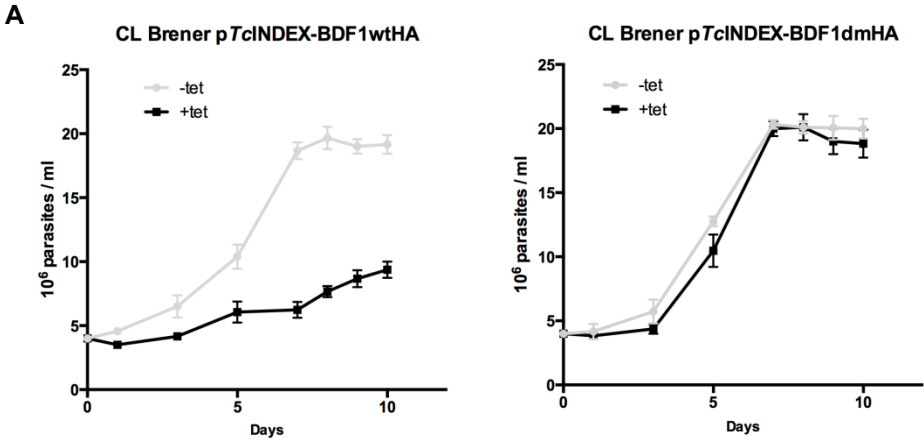 A
CL Brener pTcINDEX-BDF1wtHA
25
20
15
10
5
0
-tet
+tet
10⁶ parasites / ml
0 5 10
Days
CL Brener pTcINDEX-BDF1dmHA
25
20
15
10
5
0
-tet
+tet
10⁶ parasites / ml
0 5 10
Days